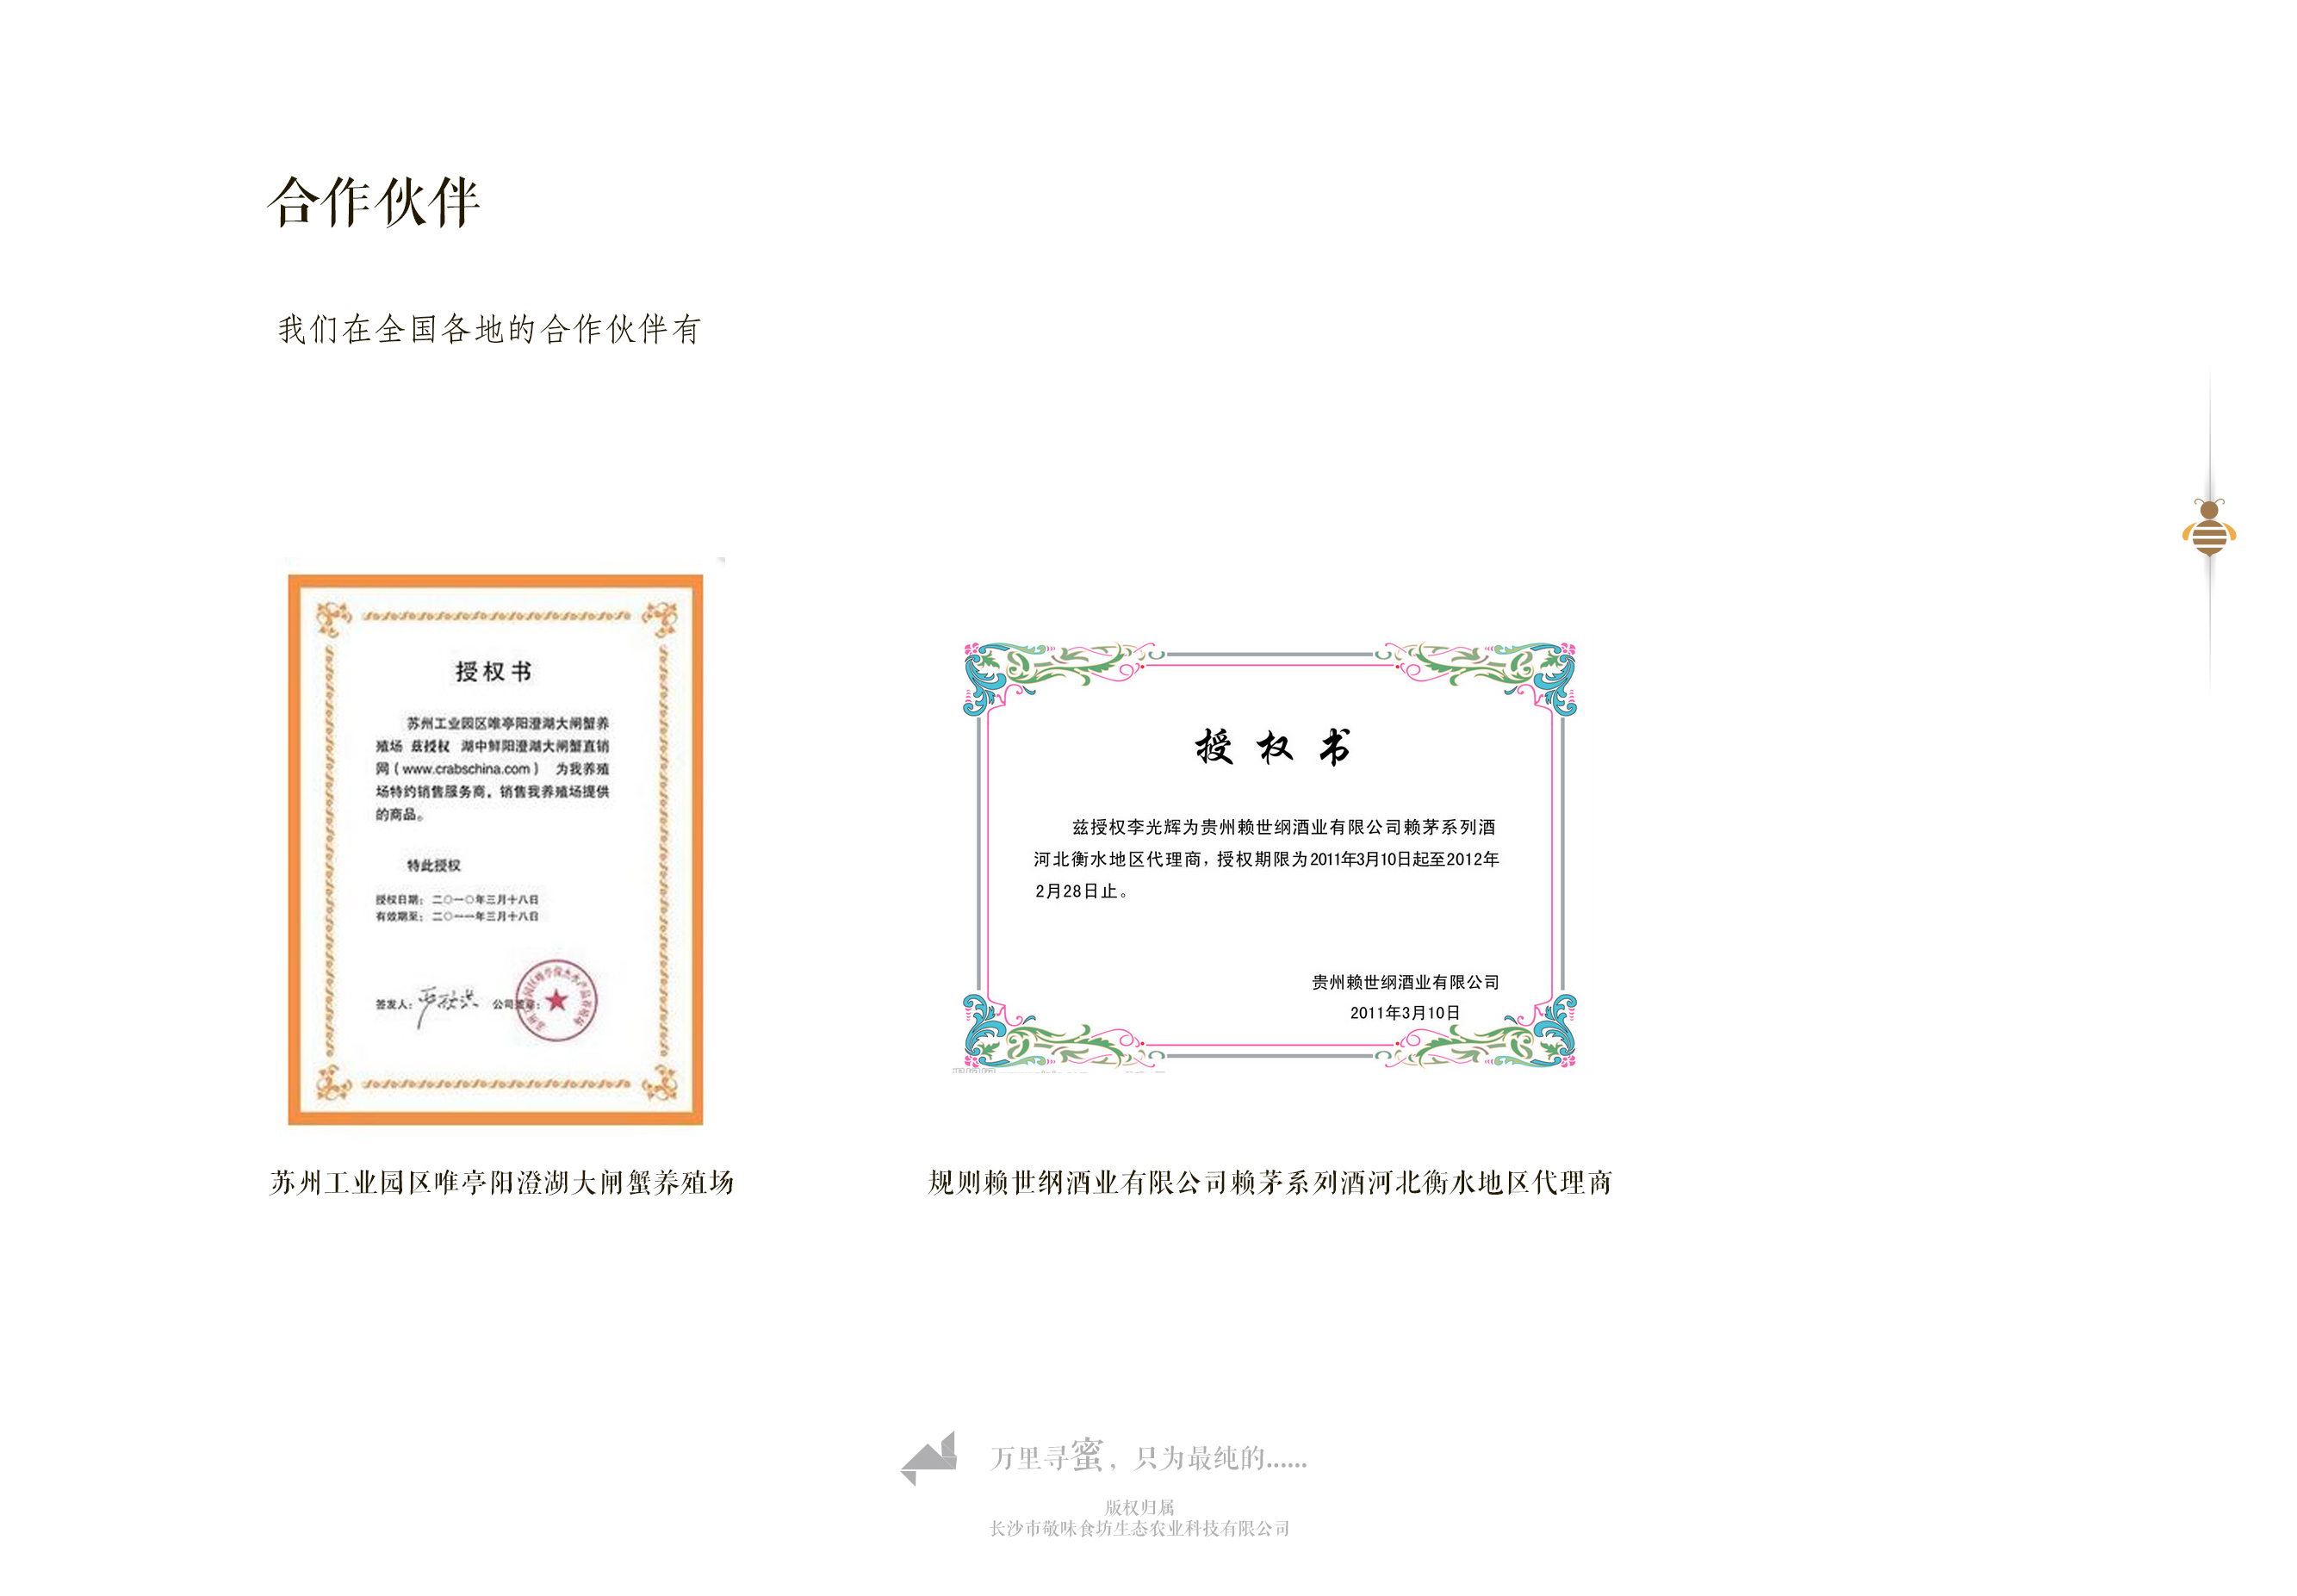 合作伙伴
我们在全国各地的合作伙伴有
授权书
苏州工业园区唯亭阳澄湖大闸蟹养
殖场 兹授权 湖中鲜阳澄湖大闸蟹直销
网(www.crabschina.com) 为我养殖
场特约销售服务商，销售我养殖场提供
的商品。
特此授权
授权日期：二〇一〇年三月十八日
有效期至：二〇一一年三月十八日
签发人： 公司盖章：
苏州工业园区唯亭阳澄湖大闸蟹养殖场
授权书
兹授权李光辉为贵州赖世纲酒业有限公司赖茅系列酒
河北衡水地区代理商，授权期限为2011年3月10日起至2012年
2月28日止。
贵州赖世纲酒业有限公司
2011年3月10日
规则赖世纲酒业有限公司赖茅系列酒河北衡水地区代理商
万里寻蜜，只为最纯的......
版权归属
长沙市敬味食坊生态农业科技有限公司